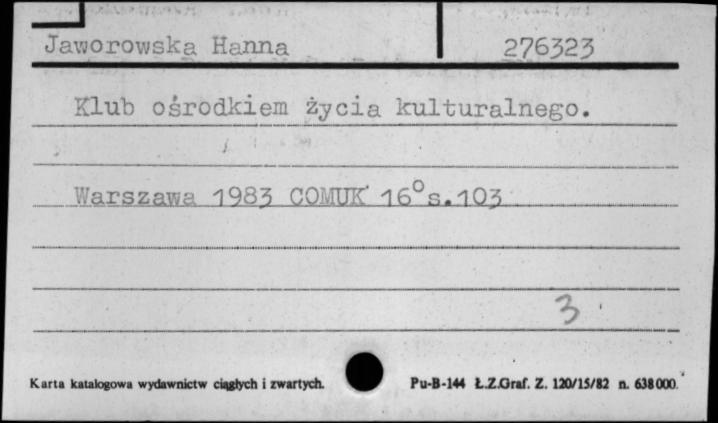 Jaworowska Hanna 276323
Klub ośrodkiem życia kulturalnego.
Warszawa 1983 COMUK 16° s.103
3
Karta katalogowa wydawnictw ciągłych i zwartych. Pu-B-144 Ł.Z.Graf. Z. 120/15/82 n. 638000.